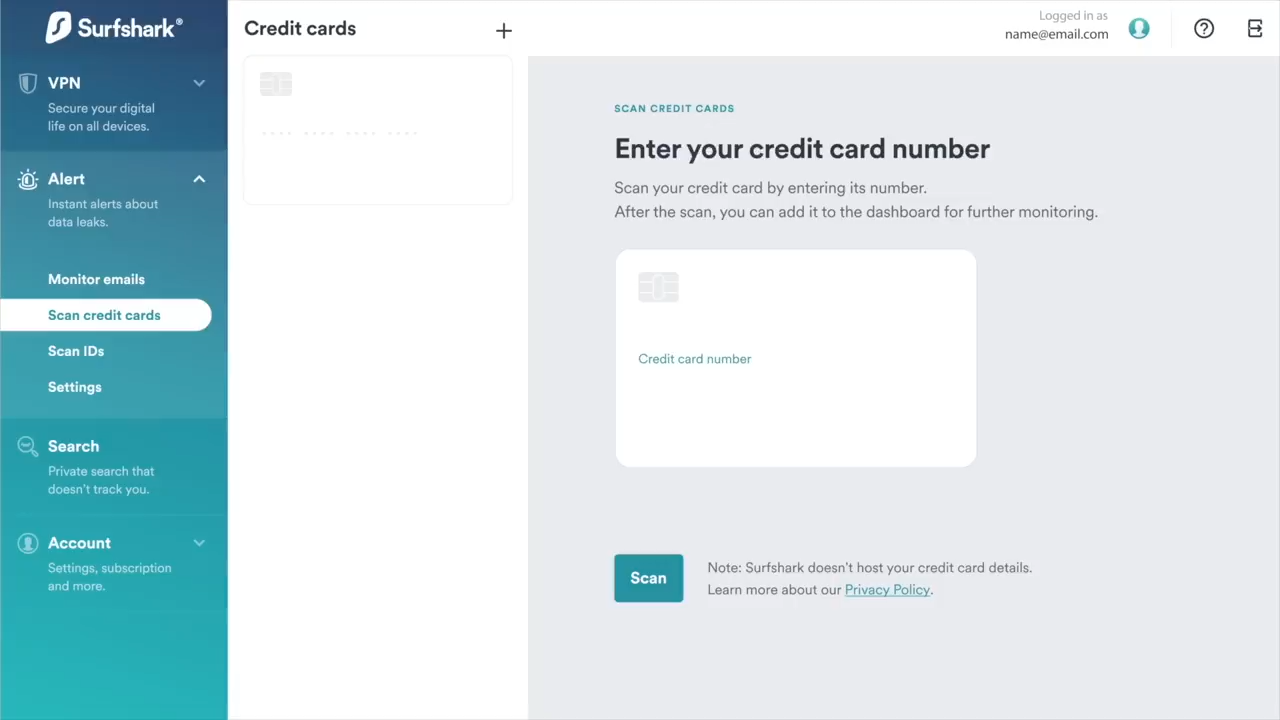 Surfshark®
VPN
Secure your digital
life on all devices.
Alert
Instant alerts about
data leaks.
Monitor emails
Scan credit cards
Scan IDs
Settings
Search
Private search that
doesn't track you.
Account
Settings, subscription
and more.
Credit cards
Logged in as
name@email.com
SCAN CREDIT CARDS
Enter your credit card number
Scan your credit card by entering its number.
After the scan, you can add it to the dashboard for further monitoring.
Credit card number
Scan
Note: Surfshark doesn't host your credit card details.
Learn more about our Privacy Policy.